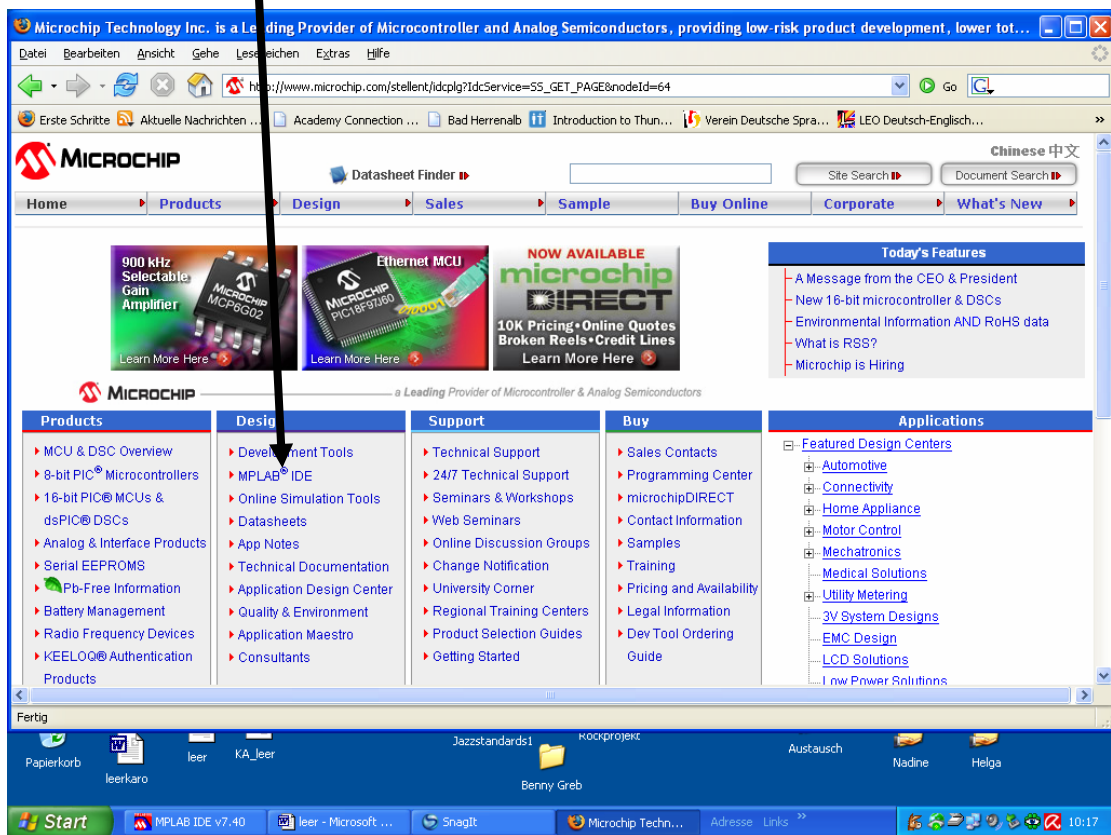 Microchip Technology Inc. is a Leading Provider of Microcontroller and Analog Semiconductors, providing low-risk product development, lower tot...
Datei Bearbeiten Ansicht Gehe Lesezeichen Extras Hilfe
http://www.microchip.com/stellent/idcplg?IdcService=SS_GET_PAGE&nodeId=64 Go G
Erste Schritte Aktuelle Nachrichten ... Academy Connection ... Bad Herrenalb Introduction to Thun... Verein Deutsche Spra... LEO Deutsch-Englisch... »
MICROCHIP
Chinese 中文
Datasheet Finder Site Search Document Search
Home Products Design Sales Sample Buy Online Corporate What's New
900 kHz
Selectable
Gain
Amplifier
MICROCHIP
MCP6G02
Learn More Here
Ethernet MCU
MICROCHIP
PIC18F97J60
Learn More Here
NOW AVAILABLE
microchip
DIRECT
10K Pricing•Online Quotes
Broken Reels•Credit Lines
Learn More Here
Today's Features
A Message from the CEO & President
New 16-bit microcontroller & DSCs
Environmental Information AND RoHS data
What is RSS?
Microchip is Hiring
MICROCHIP a Leading Provider of Microcontroller & Analog Semiconductors
Products
MCU & DSC Overview
8-bit PIC® Microcontrollers
16-bit PIC® MCUs &
dsPIC® DSCs
Analog & Interface Products
Serial EEPROMS
Pb-Free Information
Battery Management
Radio Frequency Devices
KEELOQ® Authentication
Products
Design
Development Tools
MPLAB® IDE
Online Simulation Tools
Datasheets
App Notes
Technical Documentation
Application Design Center
Quality & Environment
Application Maestro
Consultants
Support
Technical Support
24/7 Technical Support
Seminars & Workshops
Web Seminars
Online Discussion Groups
Change Notification
University Corner
Regional Training Centers
Product Selection Guides
Getting Started
Buy
Sales Contacts
Programming Center
microchipDIRECT
Contact Information
Samples
Training
Pricing and Availability
Legal Information
Dev Tool Ordering
Guide
Applications
Featured Design Centers
Automotive
Connectivity
Home Appliance
Motor Control
Mechatronics
Medical Solutions
Utility Metering
3V System Designs
EMC Design
LCD Solutions
Low Power Solutions
Fertig
Papierkorb
leerkaro
leer
KA_leer
Jazzstandards1
Rockprojekt
Benny Greb
Austausch
Nadine
Helga
Start MPLAB IDE v7.40 leer - Microsoft ... SnagIt Microchip Techn... Adresse Links » 10:17